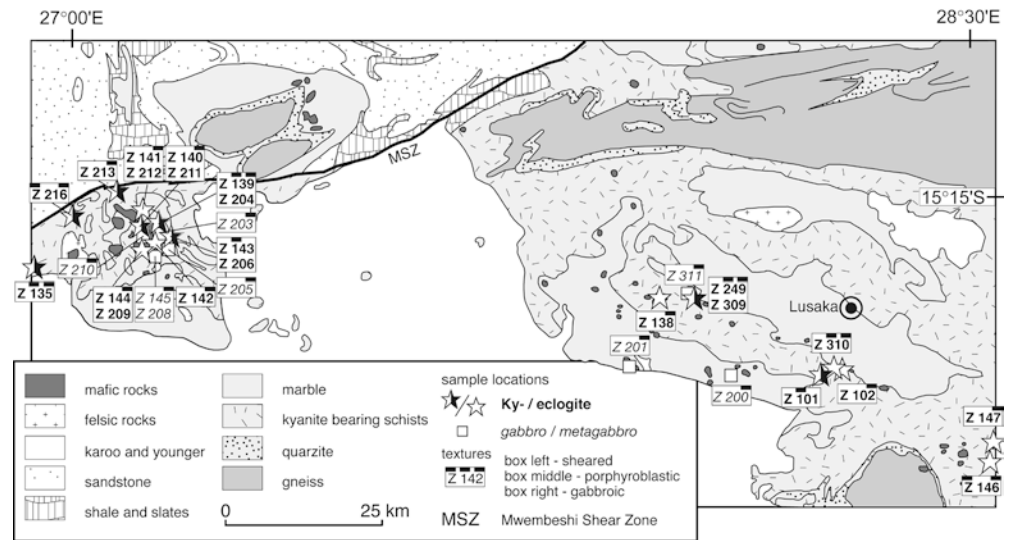 27°00'E
28°30'E
MSZ
Z 141
Z 140
Z 213
Z 212
Z 211
Z 216
Z 139
Z 204
15°15'S
Z 203
Z 143
Z 206
Z 210
Z 205
Z 135
Z 144
Z 145
Z 142
Z 209
Z 208
Z 311
Z 249
Z 309
Z 138
Lusaka
Z 201
Z 310
Z 200
Z 101
Z 102
Z 147
Z 146
mafic rocks
felsic rocks
karoo and younger
sandstone
shale and slates
marble
kyanite bearing schists
quarzite
gneiss
0
25 km
sample locations
Ky- / eclogite
gabbro / metagabbro
textures
Z 142
box left - sheared
box middle - porphyroblastic
box right - gabbroic
MSZ
Mwembeshi Shear Zone